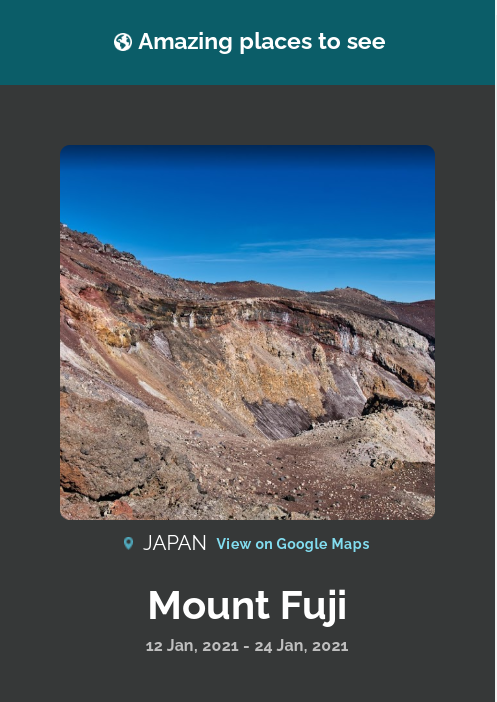 Amazing places to see
JAPAN View on Google Maps
Mount Fuji
12 Jan, 2021 - 24 Jan, 2021